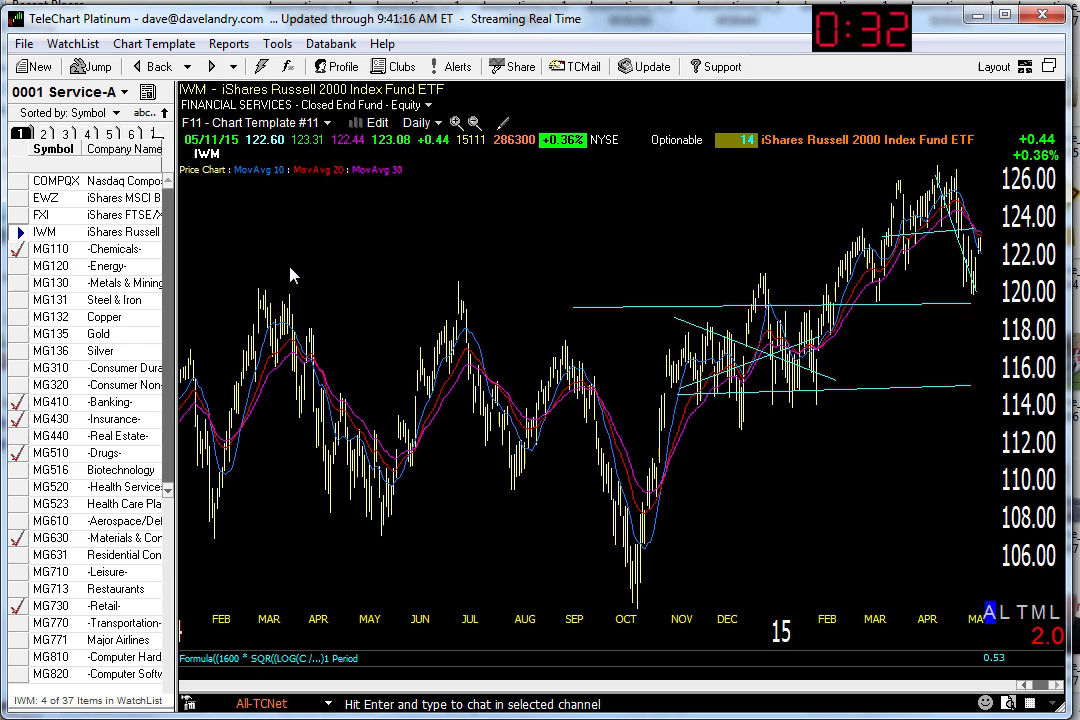 TeleChart Platinum - dave@davelandry.com ... Updated through 9:41:16 AM ET - Streaming Real Time
0:32
File WatchList Chart Template Reports Tools Databank Help
New Jump Back Profile Clubs Alerts Share TCMail Update Support Layout
0001 Service-A
Sorted by: Symbol abc..
1 2 3 4 5 6 1
Symbol Company Name
COMPQX Nasdaq Compo
EWZ iShares MSCI B
FXI iShares FTSE/X
IWM iShares Russell
MG110 -Chemicals-
MG120 -Energy-
MG130 -Metals & Mining
MG131 Steel & Iron
MG132 Copper
MG135 Gold
MG136 Silver
MG310 -Consumer Dura
MG320 -Consumer Non-
MG410 -Banking-
MG430 -Insurance-
MG440 -Real Estate-
MG510 -Drugs-
MG516 Biotechnology
MG520 -Health Service
MG523 Health Care Pla
MG610 -Aerospace/Def
MG630 -Materials & Con
MG631 Residential Con
MG710 -Leisure-
MG713 Restaurants
MG730 -Retail-
MG770 -Transportation-
MG771 Major Airlines
MG810 -Computer Hard
MG820 -Computer Softw
IWM: 4 of 37 Items in WatchList
IWM - iShares Russell 2000 Index Fund ETF
FINANCIAL SERVICES - Closed End Fund - Equity
F11 - Chart Template #11 Edit Daily
05/11/15 122.60 123.31 122.44 123.08 +0.44 15111 286300 +0.36% NYSE Optionable 14 iShares Russell 2000 Index Fund ETF +0.44
IWM +0.36%
Price Chart : MovAvg 10 : MovAvg 20 : MovAvg 30
126.00
124.00
122.00
120.00
118.00
116.00
114.00
112.00
110.00
108.00
106.00
FEB MAR APR MAY JUN JUL AUG SEP OCT NOV DEC 15 FEB MAR APR MA
A L T M L
2.0
Formula((1600 * SQR((LOG(C /...)1 Period 0.53
All-TCNet Hit Enter and type to chat in selected channel